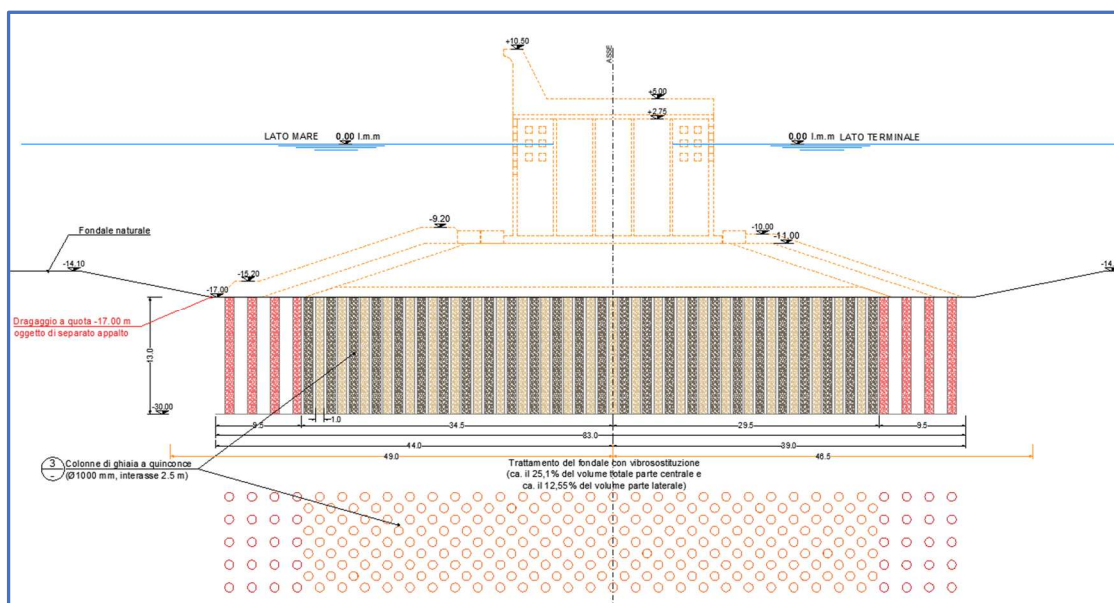 +10.50
ASSE
+5.00
+2.75
LATO MARE 0.00 l.m.m
0.00 l.m.m LATO TERMINALE
-9.20
-10.00
-11.00
Fondale naturale
-14.10
-14.
-15.20
-17.00
Dragaggio a quota -17.00 m
oggetto di separato appalto
13.0
-30.00
1.0
9.5
34.5
29.5
9.5
83.0
44.0
39.0
49.0
46.5
3
-
Colonne di ghiaia a quinconce
(Ø1000 mm, interasse 2.5 m)
Trattamento del fondale con vibrosostituzione
(ca. il 25,1% del volume totale parte centrale e
ca. il 12,55% del volume parte laterale)